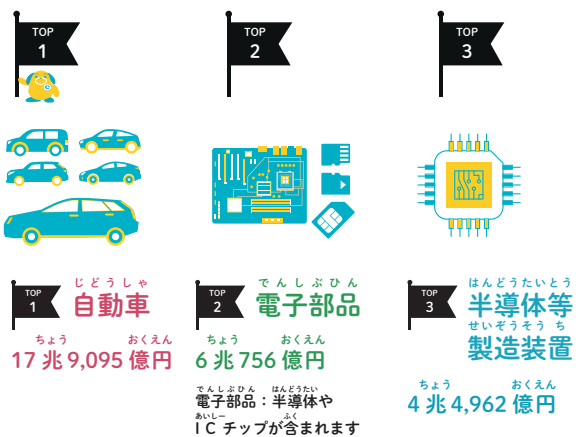 TOP
1
TOP
2
TOP
3
TOP
1
じどうしゃ
自動車
ちょう おくえん
17兆9,095億円
TOP
2
でんしぶひん
電子部品
ちょう おくえん
6兆756億円
でんしぶひん はんどうたい
電子部品：半導体や
あいしー ふく
ICチップが含まれます
TOP
3
はんどうたいとう
半導体等
せいぞうそうち
製造装置
ちょう おくえん
4兆4,962億円